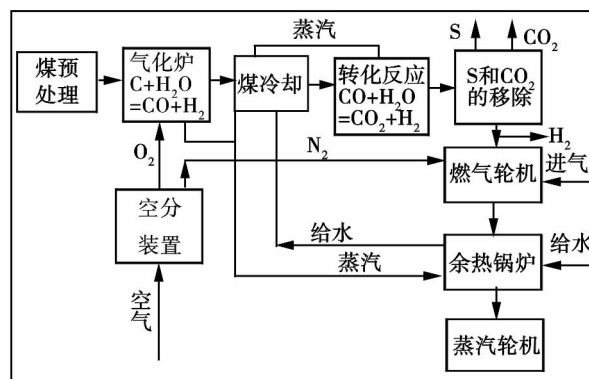 蒸汽
S
CO₂
煤预
处理
气化炉
C+H₂O
=CO+H₂
煤冷却
转化反应
CO+H₂O
=CO₂+H₂
S和CO₂
的移除
O₂
N₂
H₂
进气
燃气轮机
空分
装置
给水
给水
蒸汽
余热锅炉
空气
蒸汽轮机